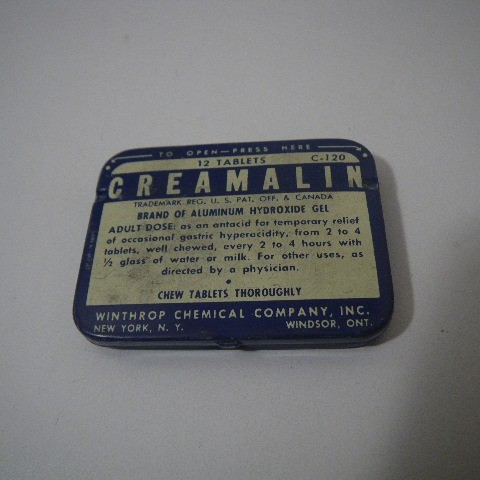 TO OPEN—PRESS HERE
12 TABLETS C-120
CREAMALIN
TRADEMARK REG. U. S. PAT. OFF. & CANADA
BRAND OF ALUMINUM HYDROXIDE GEL
ADULT DOSE: as an antacid for temporary relief
of occasional gastric hyperacidity, from 2 to 4
tablets, well chewed, every 2 to 4 hours with
½ glass of water or milk. For other uses, as
directed by a physician.
CHEW TABLETS THOROUGHLY
WINTHROP CHEMICAL COMPANY, INC.
NEW YORK, N. Y. WINDSOR, ONT.